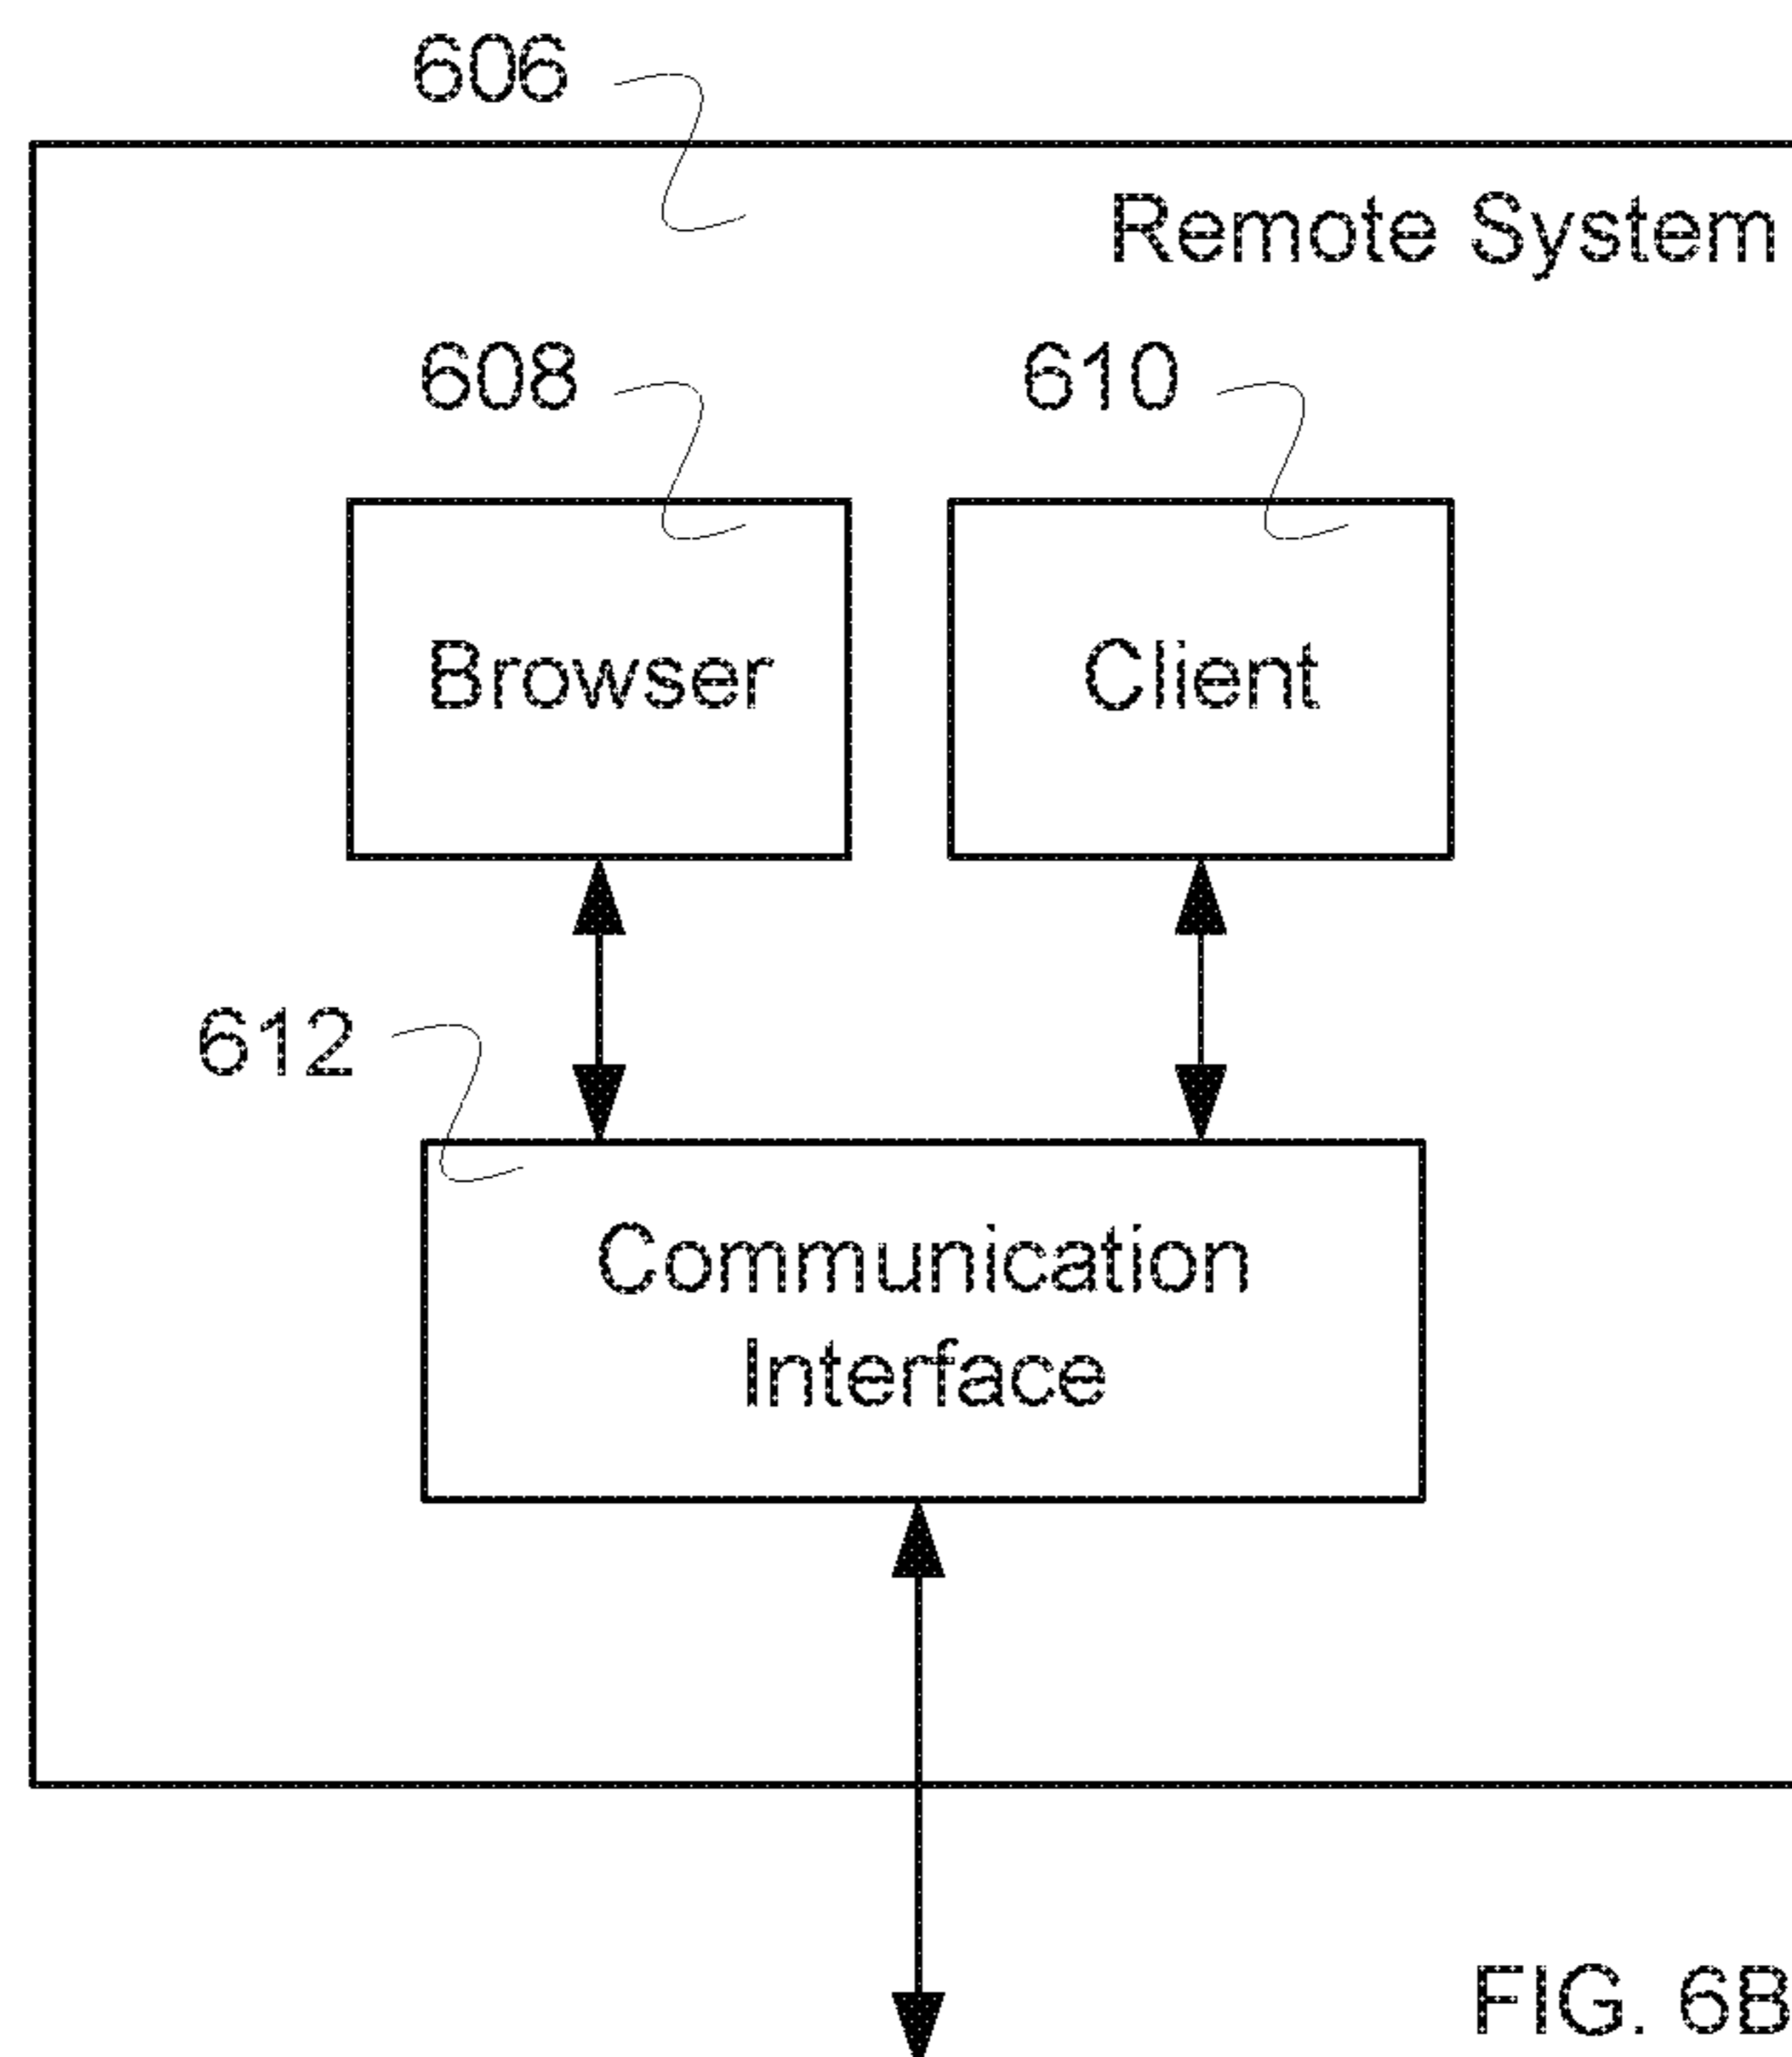 606
Remote System
608
610
Browser
Client
612
Communication
Interface
FIG. 6B